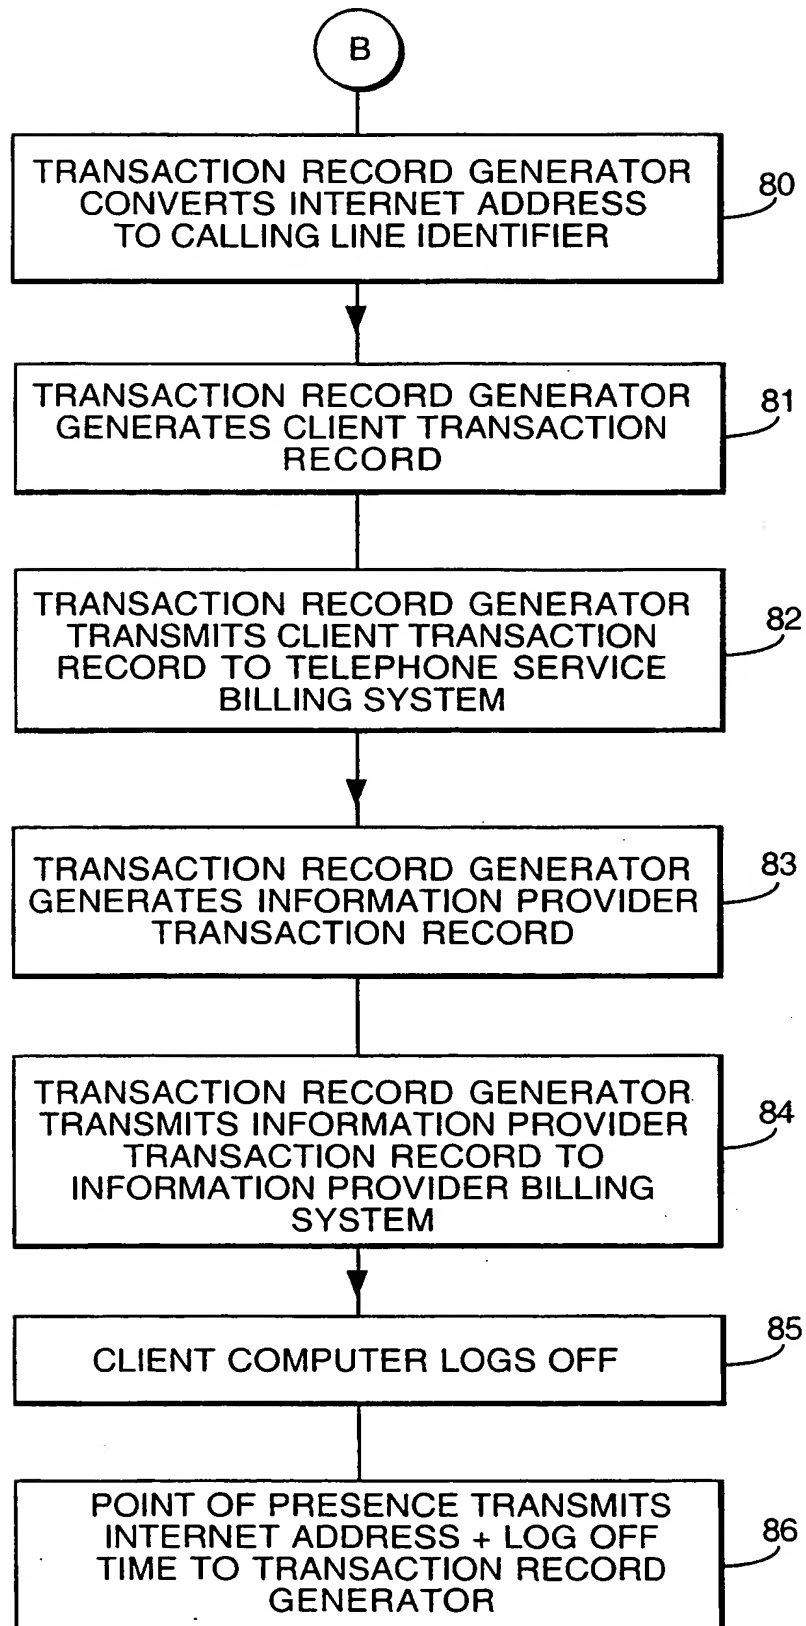 B
TRANSACTION RECORD GENERATOR
CONVERTS INTERNET ADDRESS
TO CALLING LINE IDENTIFIER
80
TRANSACTION RECORD GENERATOR
GENERATES CLIENT TRANSACTION
RECORD
81
TRANSACTION RECORD GENERATOR
TRANSMITS CLIENT TRANSACTION
RECORD TO TELEPHONE SERVICE
BILLING SYSTEM
82
TRANSACTION RECORD GENERATOR
GENERATES INFORMATION PROVIDER
TRANSACTION RECORD
83
TRANSACTION RECORD GENERATOR
TRANSMITS INFORMATION PROVIDER
TRANSACTION RECORD TO
INFORMATION PROVIDER BILLING
SYSTEM
84
CLIENT COMPUTER LOGS OFF
85
POINT OF PRESENCE TRANSMITS
INTERNET ADDRESS + LOG OFF
TIME TO TRANSACTION RECORD
GENERATOR
86